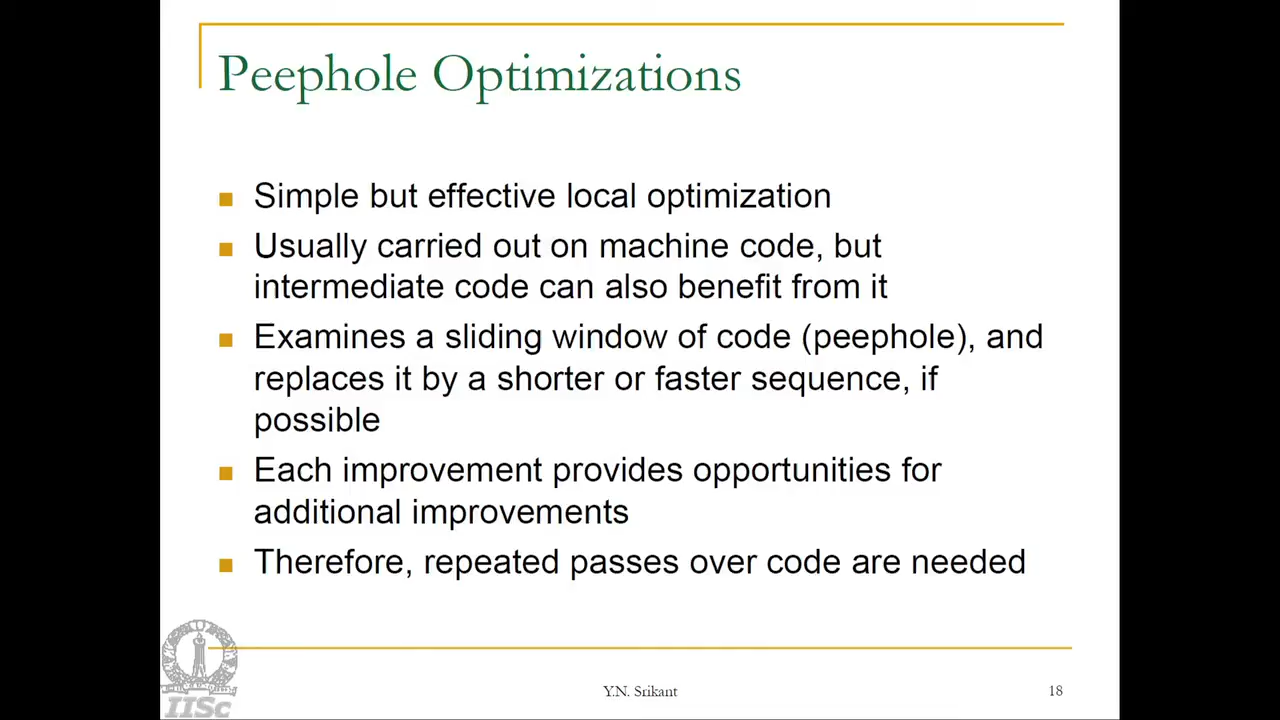 Peephole Optimizations
Simple but effective local optimization
Usually carried out on machine code, but
intermediate code can also benefit from it
Examines a sliding window of code (peephole), and
replaces it by a shorter or faster sequence, if
possible
Each improvement provides opportunities for
additional improvements
Therefore, repeated passes over code are needed
IISc
Y.N. Srikant
18